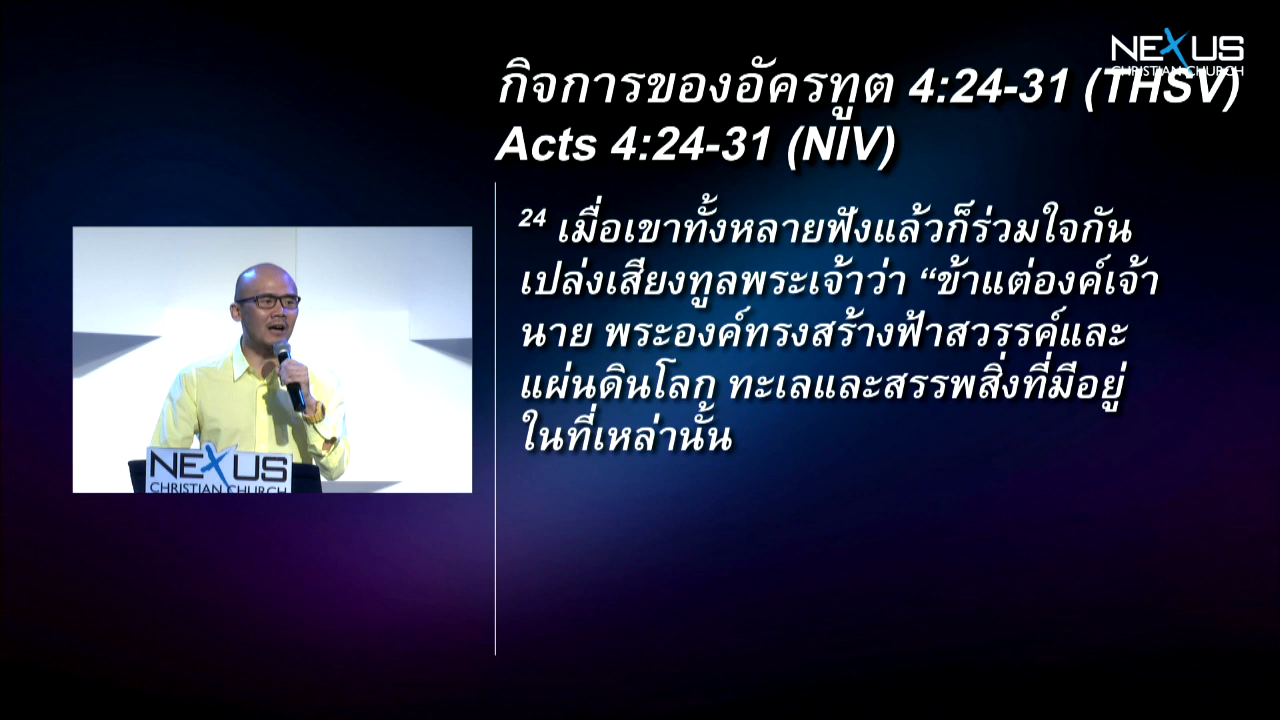 NEXUS
CHRISTIAN CHURCH
กิจการของอัครทูต 4:24-31 (THSV)
Acts 4:24-31 (NIV)
24 เมื่อเขาทั้งหลายฟังแล้วก็ร่วมใจกัน
เปล่งเสียงทูลพระเจ้าว่า “ข้าแต่องค์เจ้า
นาย พระองค์ทรงสร้างฟ้าสวรรค์และ
แผ่นดินโลก ทะเลและสรรพสิ่งที่มีอยู่
ในที่เหล่านั้น
NEXUS
CHRISTIAN CHURCH